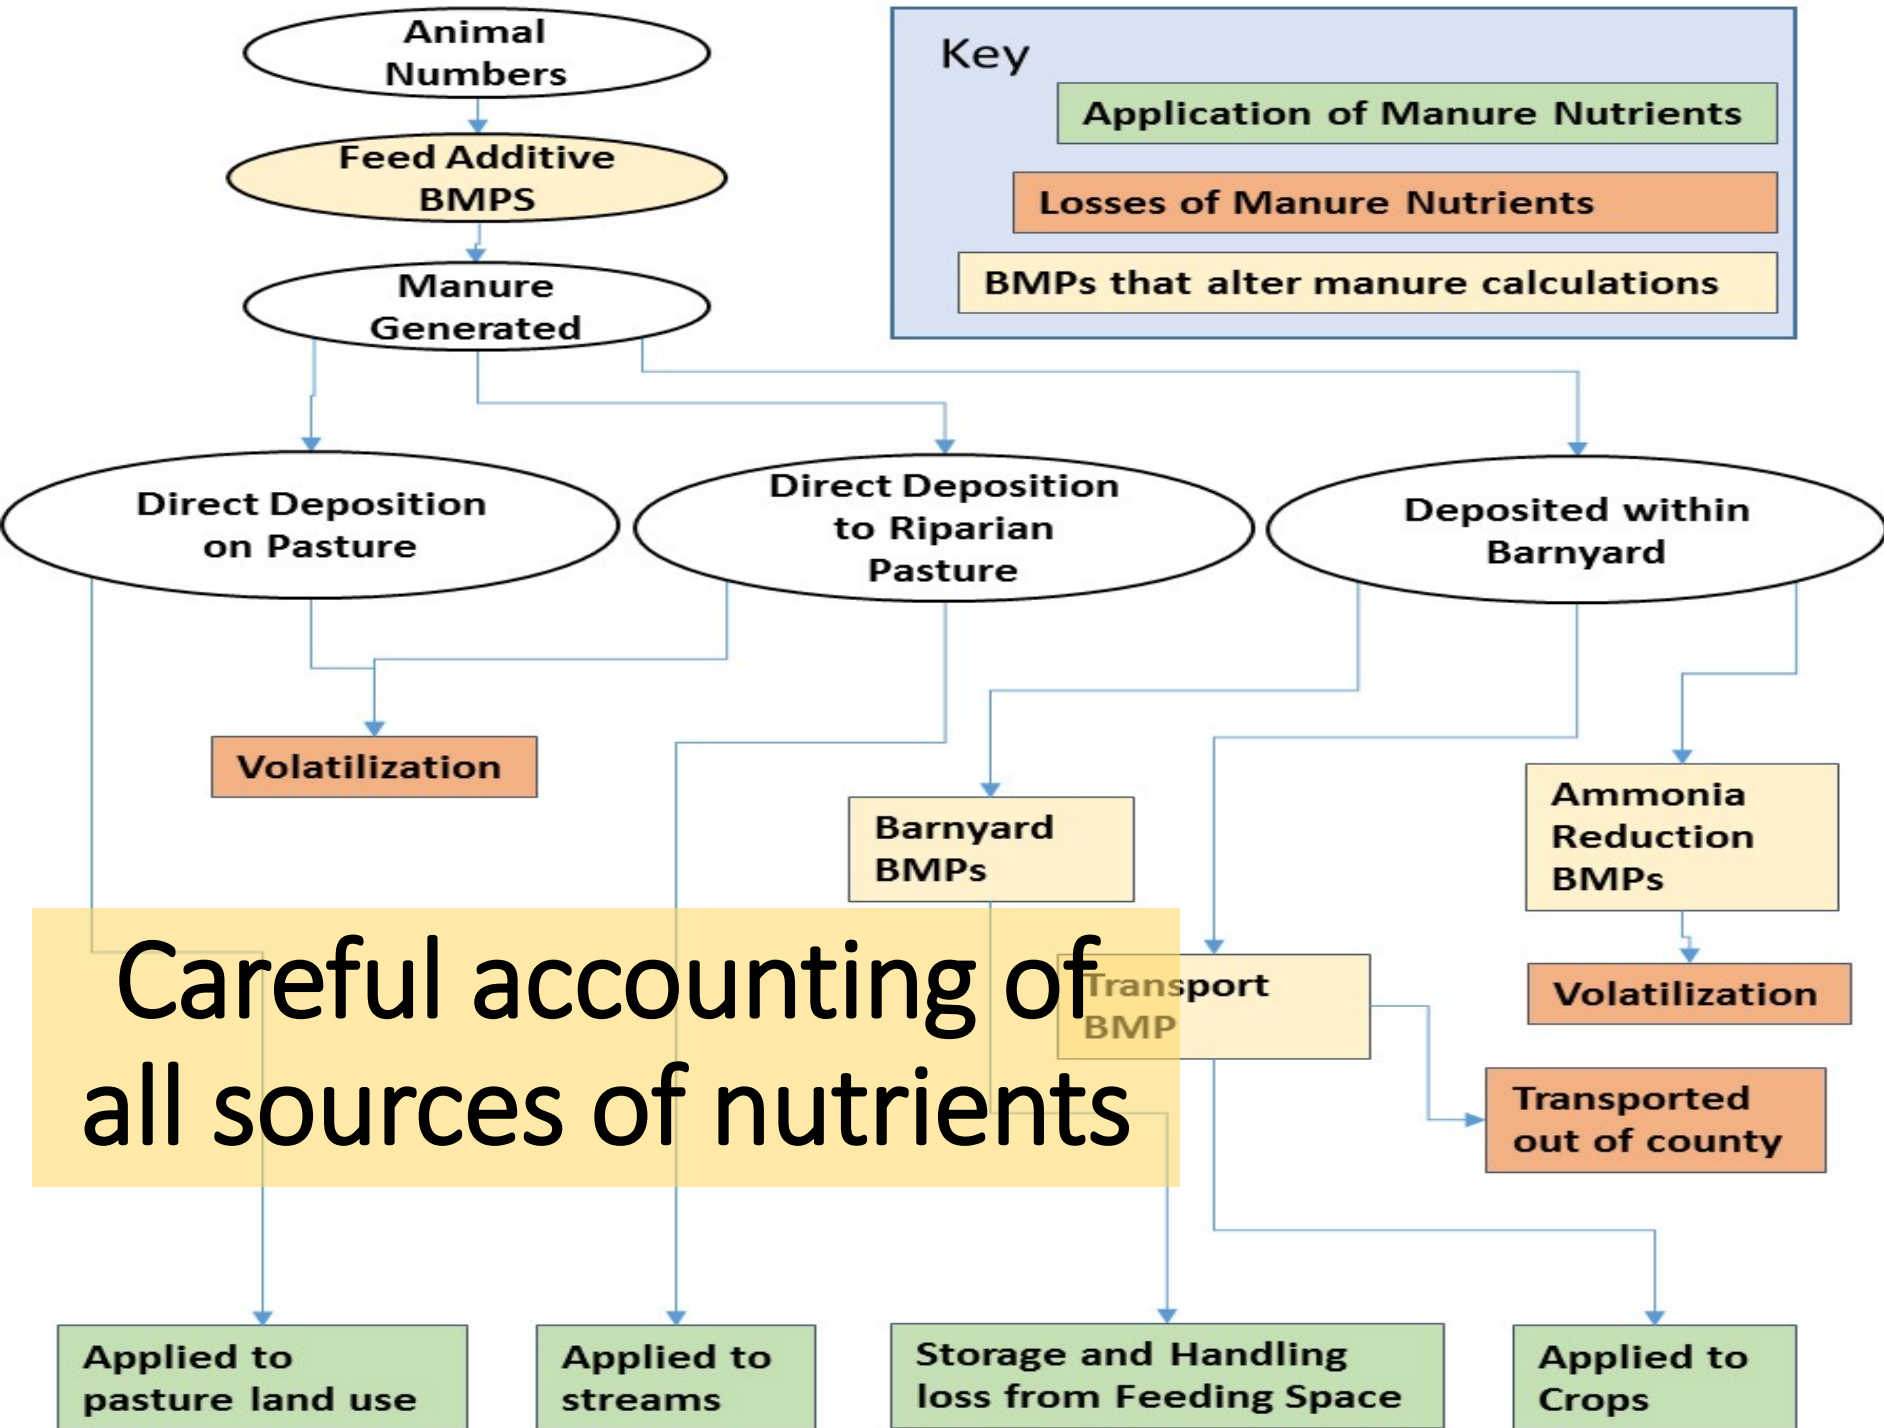 Animal
Numbers
Key
Application of Manure Nutrients
Feed Additive
BMPS
Losses of Manure Nutrients
BMPs that alter manure calculations
Manure
Generated
Direct Deposition
on Pasture
Direct Deposition
to Riparian
Pasture
Deposited within
Barnyard
Volatilization
Barnyard
BMPs
Ammonia
Reduction
BMPs
Careful accounting of
all sources of nutrients
Transport
BMP
Volatilization
Transported
out of county
Applied to
pasture land use
Applied to
streams
Storage and Handling
loss from Feeding Space
Applied to
Crops